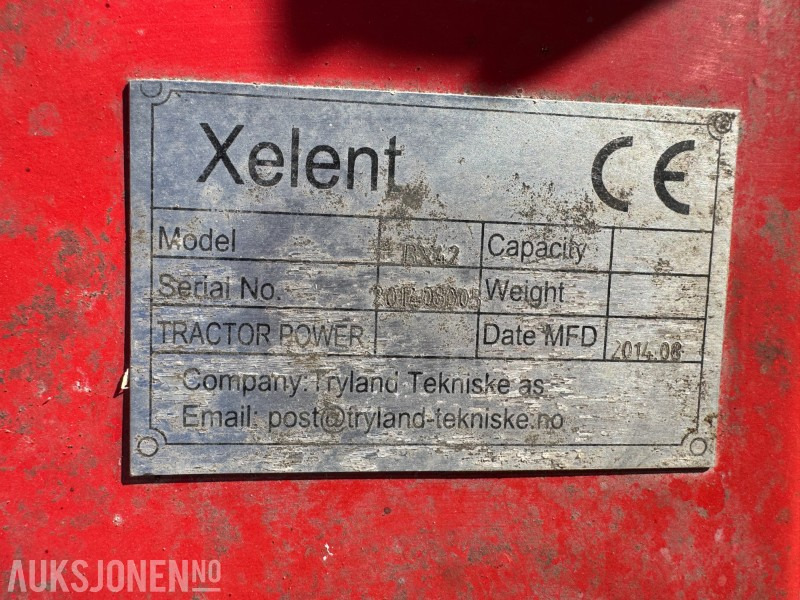 Xelent CE
Model Capacity
Serial No. Weight
TRACTOR POWER Date MFD 2014.08
Company: Tryland Tekniske as
Email: post@tryland-tekniske.no
AUKSJONEN.NO